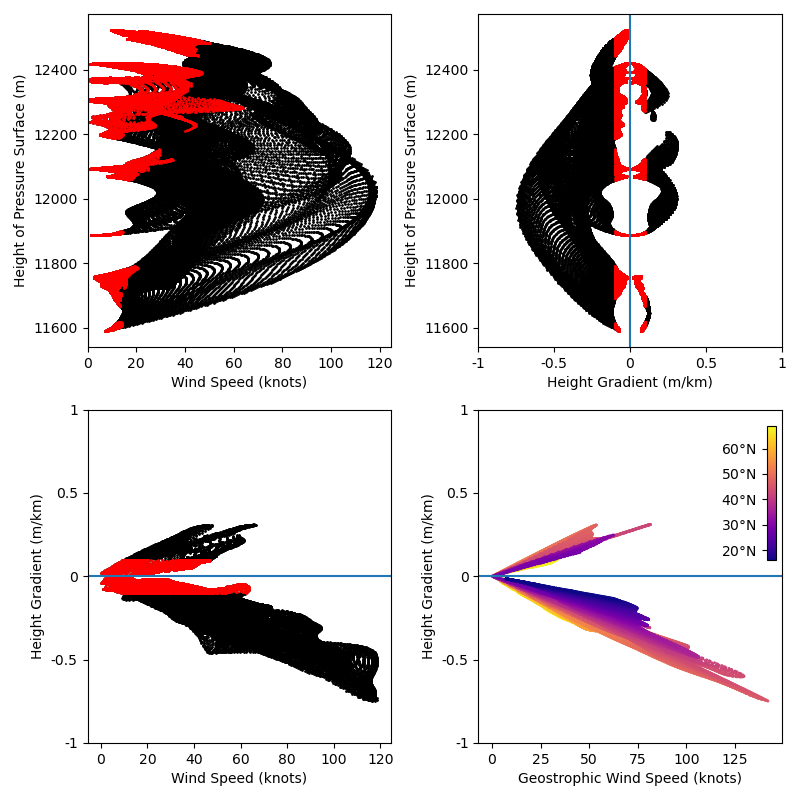 12400
12200
12000
11800
11600
Height of Pressure Surface (m)
0 20 40 60 80 100 120
Wind Speed (knots)
12400
12200
12000
11800
11600
Height of Pressure Surface (m)
-1 -0.5 0 0.5 1
Height Gradient (m/km)
1
0.5
0
-0.5
-1
Height Gradient (m/km)
0 20 40 60 80 100 120
Wind Speed (knots)
1
0.5
0
-0.5
-1
Height Gradient (m/km)
60°N
50°N
40°N
30°N
20°N
0 25 50 75 100 125
Geostrophic Wind Speed (knots)